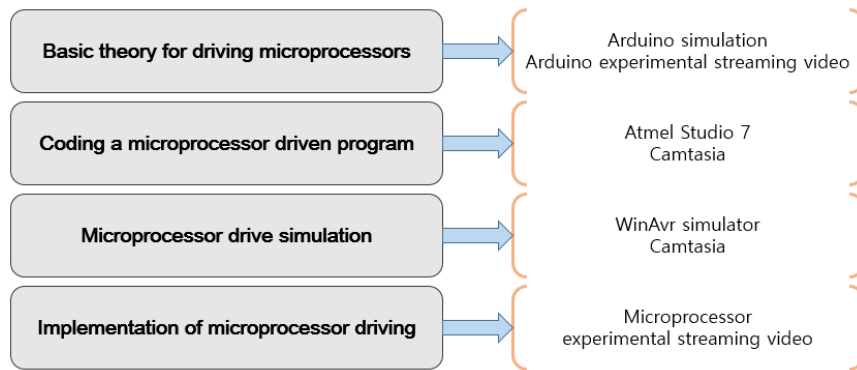 Basic theory for driving microprocessors
Arduino simulation
Arduino experimental streaming video
Coding a microprocessor driven program
Atmel Studio 7
Camtasia
Microprocessor drive simulation
WinAvr simulator
Camtasia
Implementation of microprocessor driving
Microprocessor
experimental streaming video